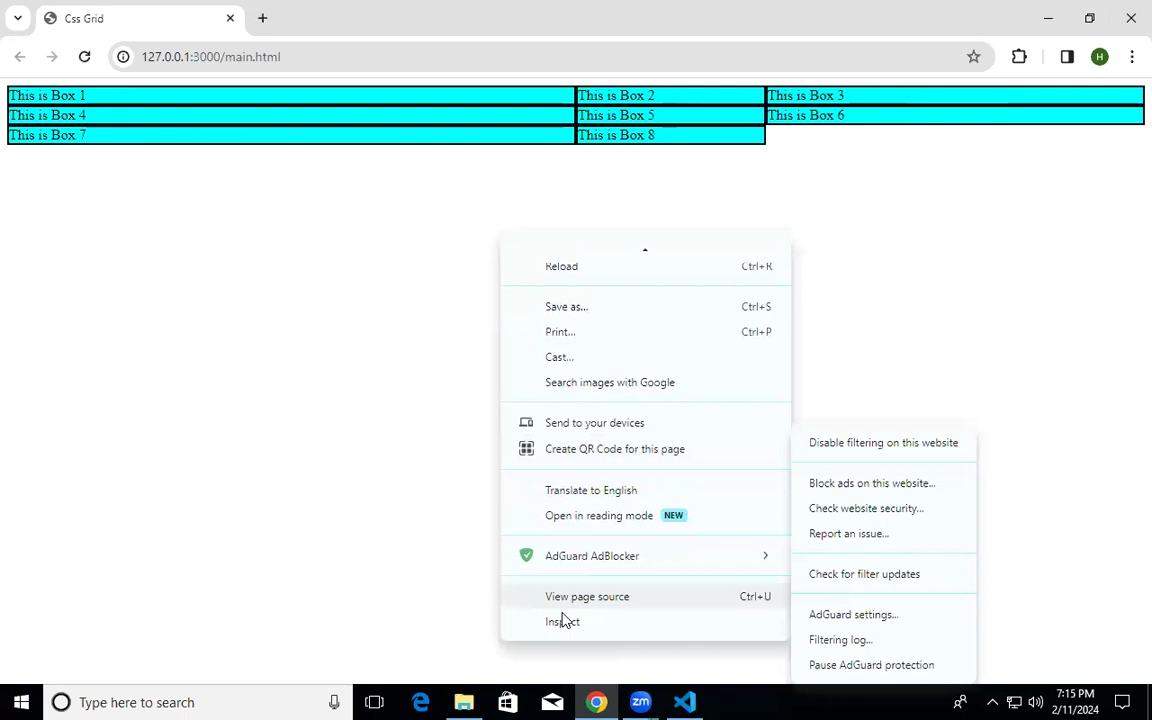 Css Grid
127.0.0.1:3000/main.html
H
This is Box 1 This is Box 2 This is Box 3
This is Box 4 This is Box 5 This is Box 6
This is Box 7 This is Box 8
Reload Ctrl+R
Save as... Ctrl+S
Print... Ctrl+P
Cast...
Search images with Google
Send to your devices
Create QR Code for this page
Translate to English
Open in reading mode NEW
AdGuard AdBlocker
View page source Ctrl+U
Inspect
Disable filtering on this website
Block ads on this website...
Check website security...
Report an issue...
Check for filter updates
AdGuard settings...
Filtering log...
Pause AdGuard protection
Type here to search
zm
7:15 PM
2/11/2024